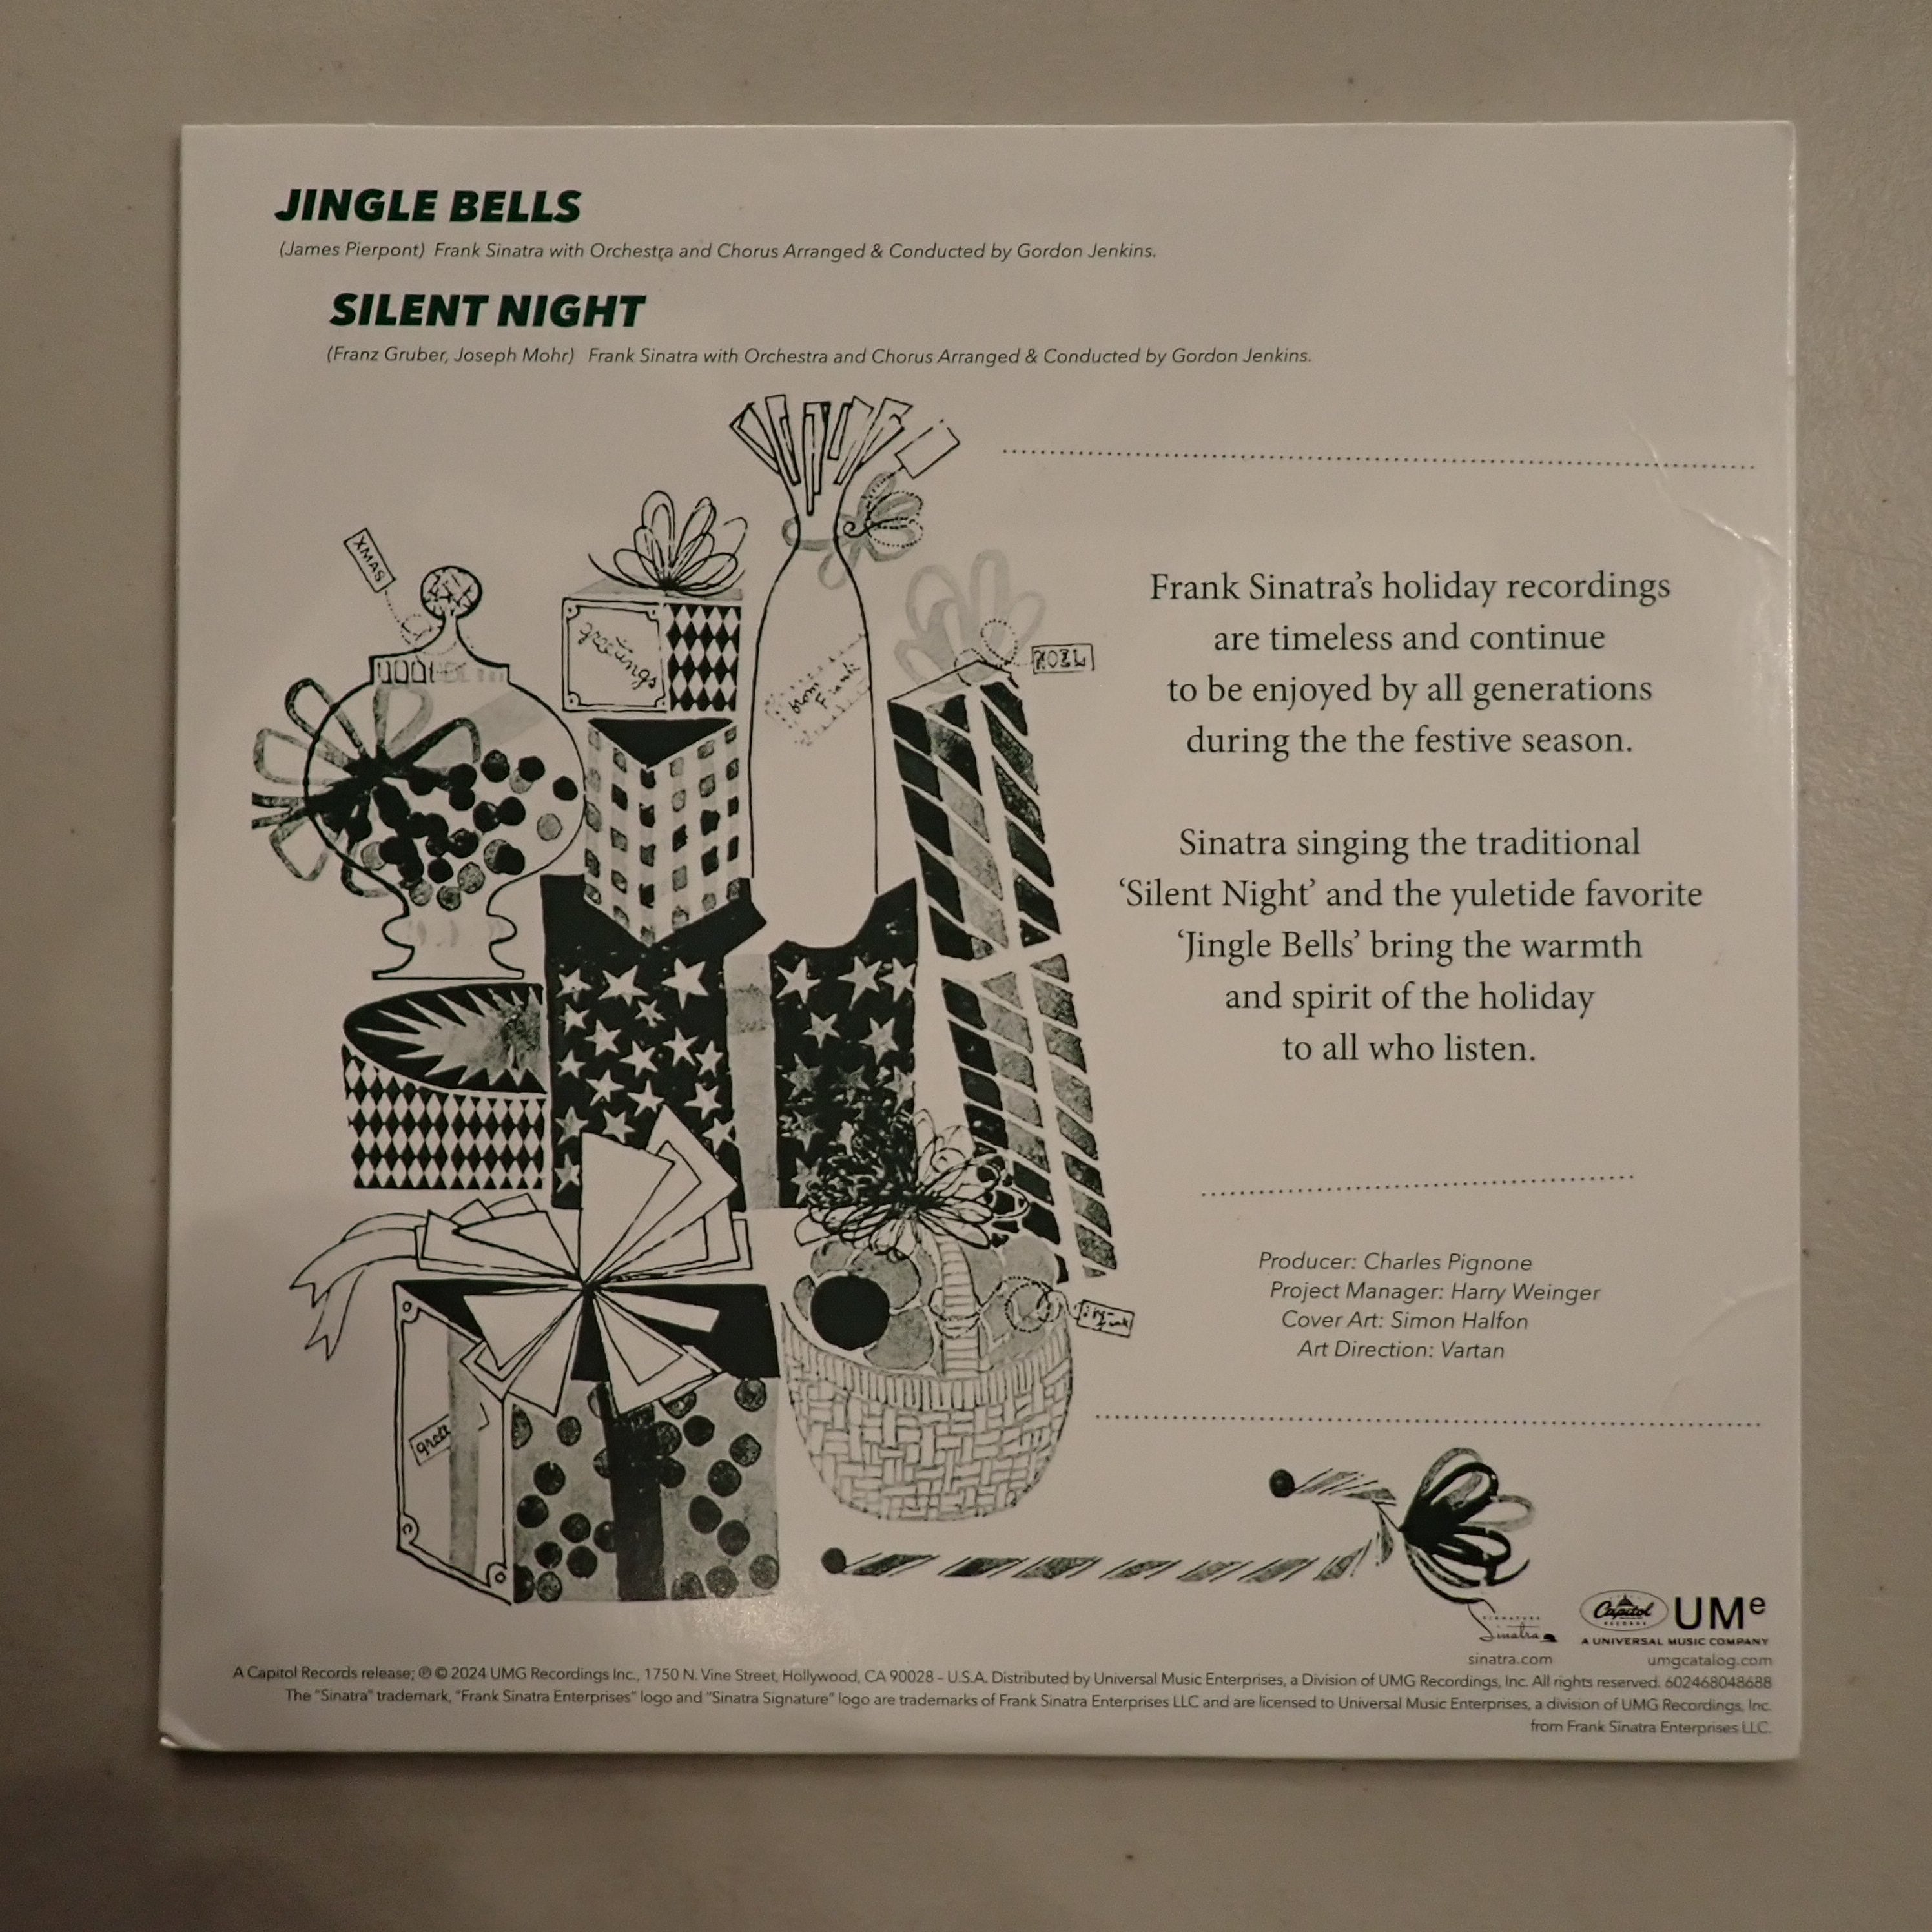 JINGLE BELLS
(James Pierpont) Frank Sinatra with Orchestra and Chorus Arranged & Conducted by Gordon Jenkins.
SILENT NIGHT
(Franz Gruber, Joseph Mohr) Frank Sinatra with Orchestra and Chorus Arranged & Conducted by Gordon Jenkins.
XMAS
greetings
from
Frank
NOEL
Frank Sinatra’s holiday recordings
are timeless and continue
to be enjoyed by all generations
during the the festive season.
Sinatra singing the traditional
‘Silent Night’ and the yuletide favorite
‘Jingle Bells’ bring the warmth
and spirit of the holiday
to all who listen.
Producer: Charles Pignone
Project Manager: Harry Weinger
Cover Art: Simon Halfon
Art Direction: Vartan
SIGNATURE
Sinatra
sinatra.com
Capitol
RECORDS
UMe
A UNIVERSAL MUSIC COMPANY
umgcatalog.com
A Capitol Records release; ℗ © 2024 UMG Recordings Inc., 1750 N. Vine Street, Hollywood, CA 90028 – U.S.A. Distributed by Universal Music Enterprises, a Division of UMG Recordings, Inc. All rights reserved. 602468048688
The “Sinatra” trademark, “Frank Sinatra Enterprises” logo and “Sinatra Signature” logo are trademarks of Frank Sinatra Enterprises LLC and are licensed to Universal Music Enterprises, a division of UMG Recordings, Inc.
from Frank Sinatra Enterprises LLC.